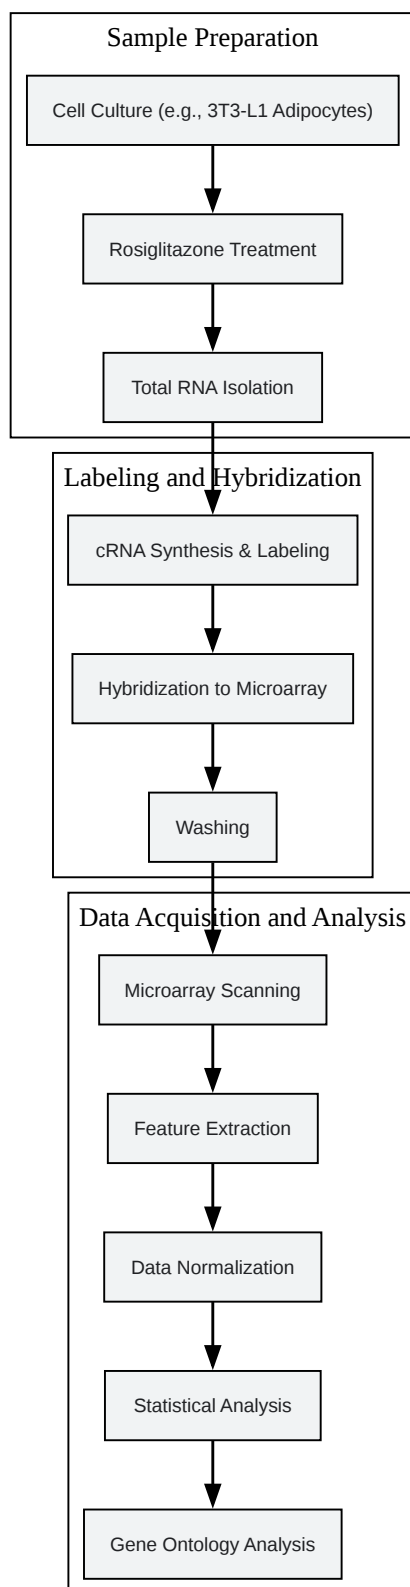 Sample Preparation
Cell Culture (e.g., 3T3-L1 Adipocytes)
Rosiglitazone Treatment
Total RNA Isolation
Labeling and Hybridization
cRNA Synthesis & Labeling
Hybridization to Microarray
Washing
Data Acquisition and Analysis
Microarray Scanning
Feature Extraction
Data Normalization
Statistical Analysis
Gene Ontology Analysis